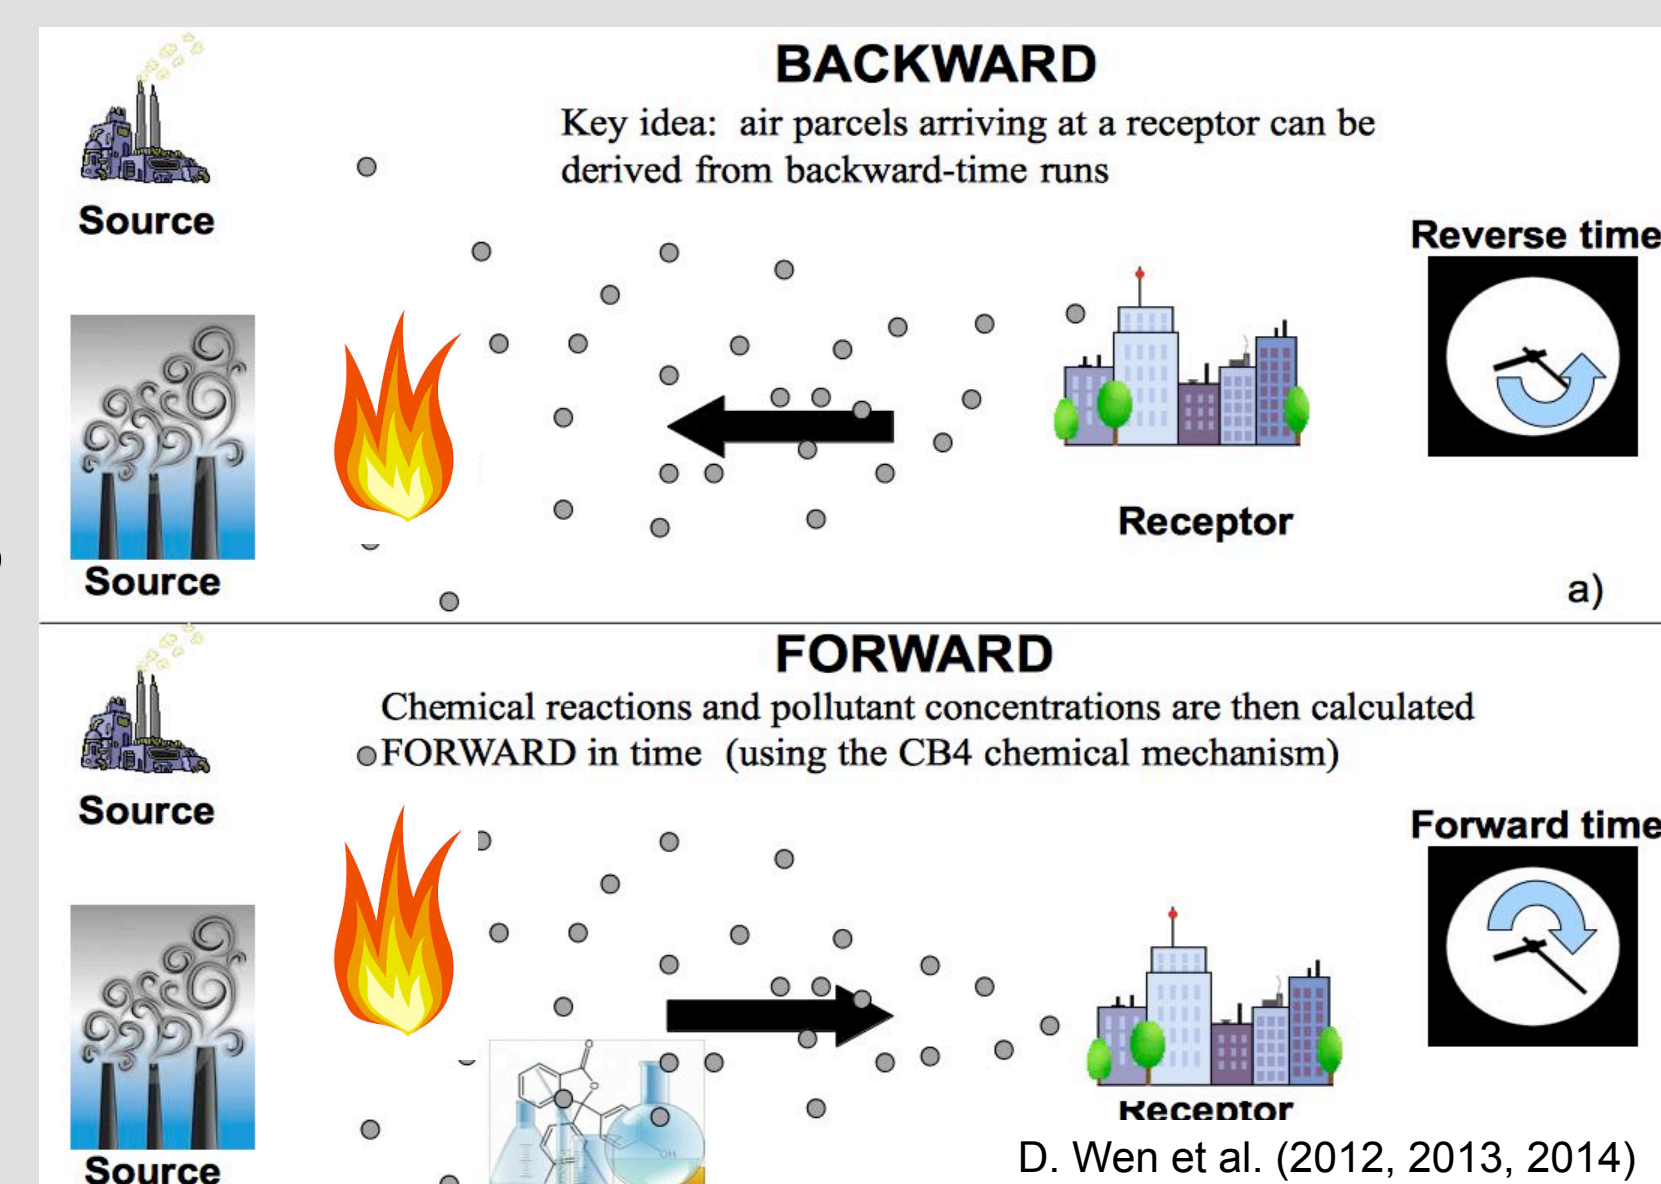 BACKWARD
Key idea: air parcels arriving at a receptor can be
derived from backward-time runs
Source
Reverse time
Receptor
Source
a)
FORWARD
Chemical reactions and pollutant concentrations are then calculated
FORWARD in time (using the CB4 chemical mechanism)
Source
Forward time
Receptor
D. Wen et al. (2012, 2013, 2014)
Source